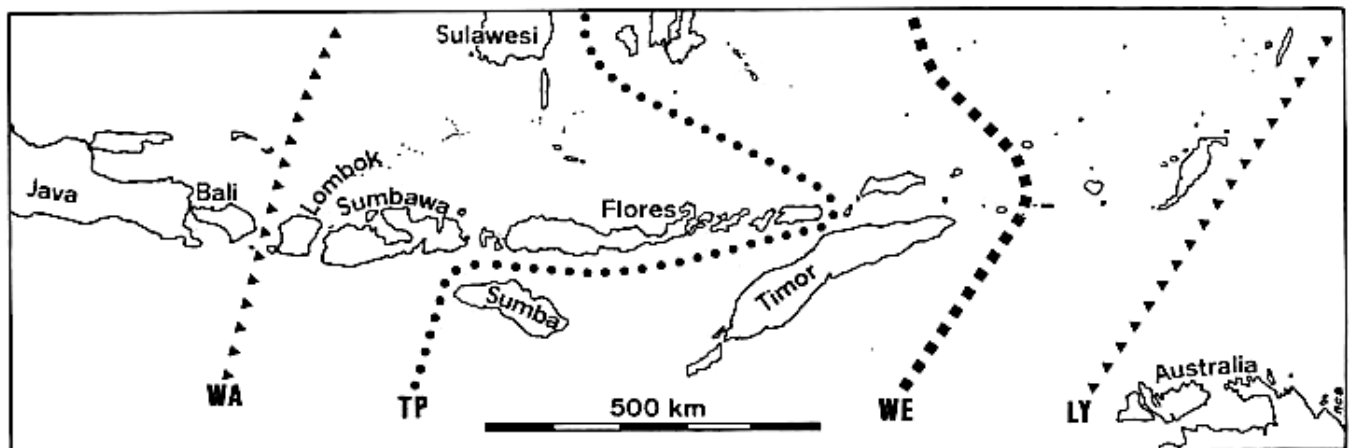 Sulawesi
Java
Bali
Lombok
Sumbawa
Flores
Sumba
Timor
Australia
WA
TP
500 km
WE
LY